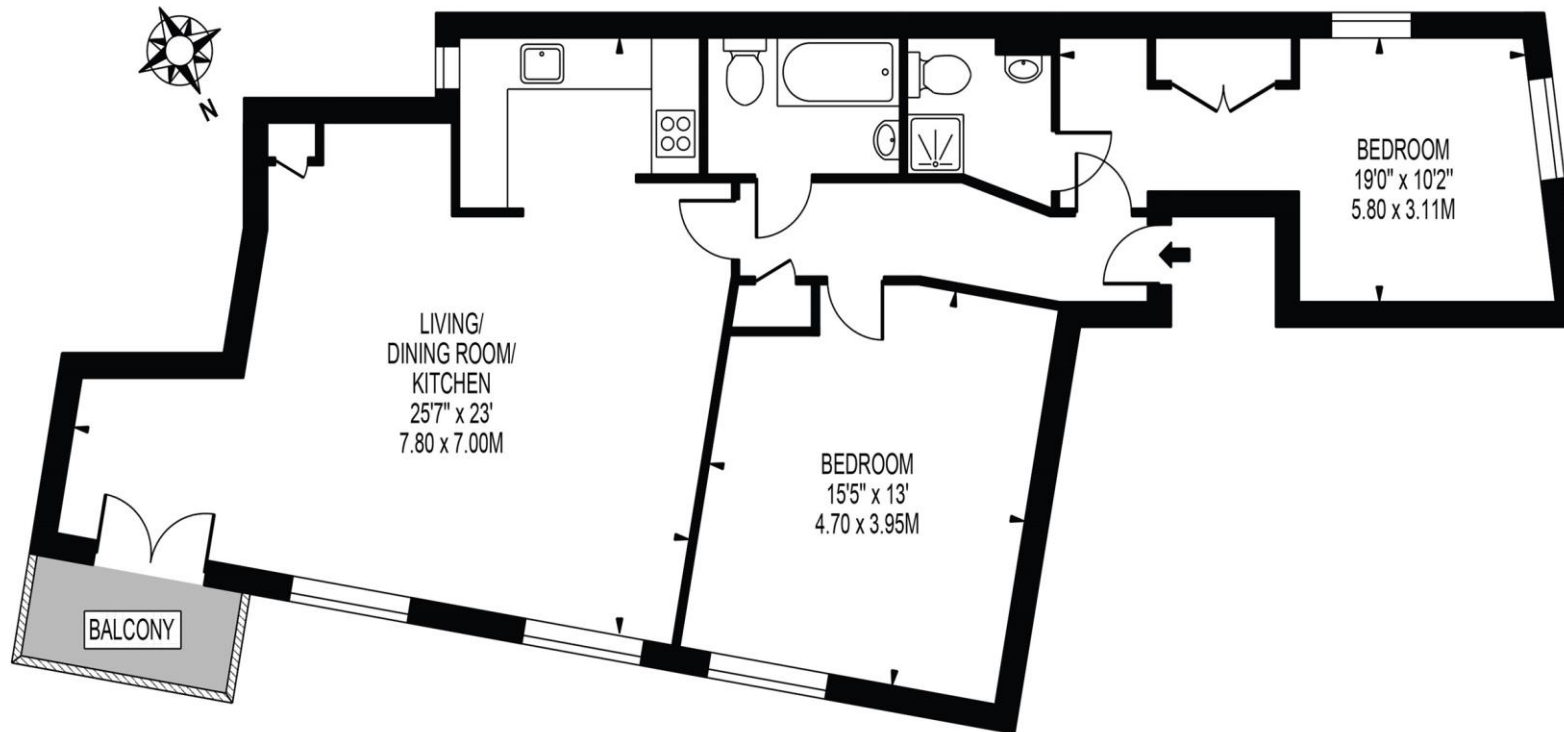 N
BEDROOM
19'0" x 10'2"
5.80 x 3.11M
LIVING/
DINING ROOM/
KITCHEN
25'7" x 23'
7.80 x 7.00M
BEDROOM
15'5" x 13'
4.70 x 3.95M
BALCONY